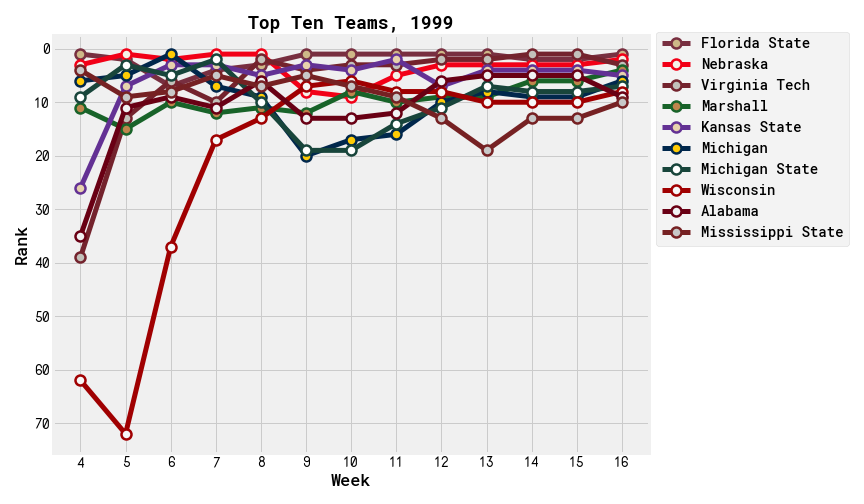 Top Ten Teams, 1999
0
10
20
30
40
50
60
70
Rank
4 5 6 7 8 9 10 11 12 13 14 15 16
Week
Florida State
Nebraska
Virginia Tech
Marshall
Kansas State
Michigan
Michigan State
Wisconsin
Alabama
Mississippi State